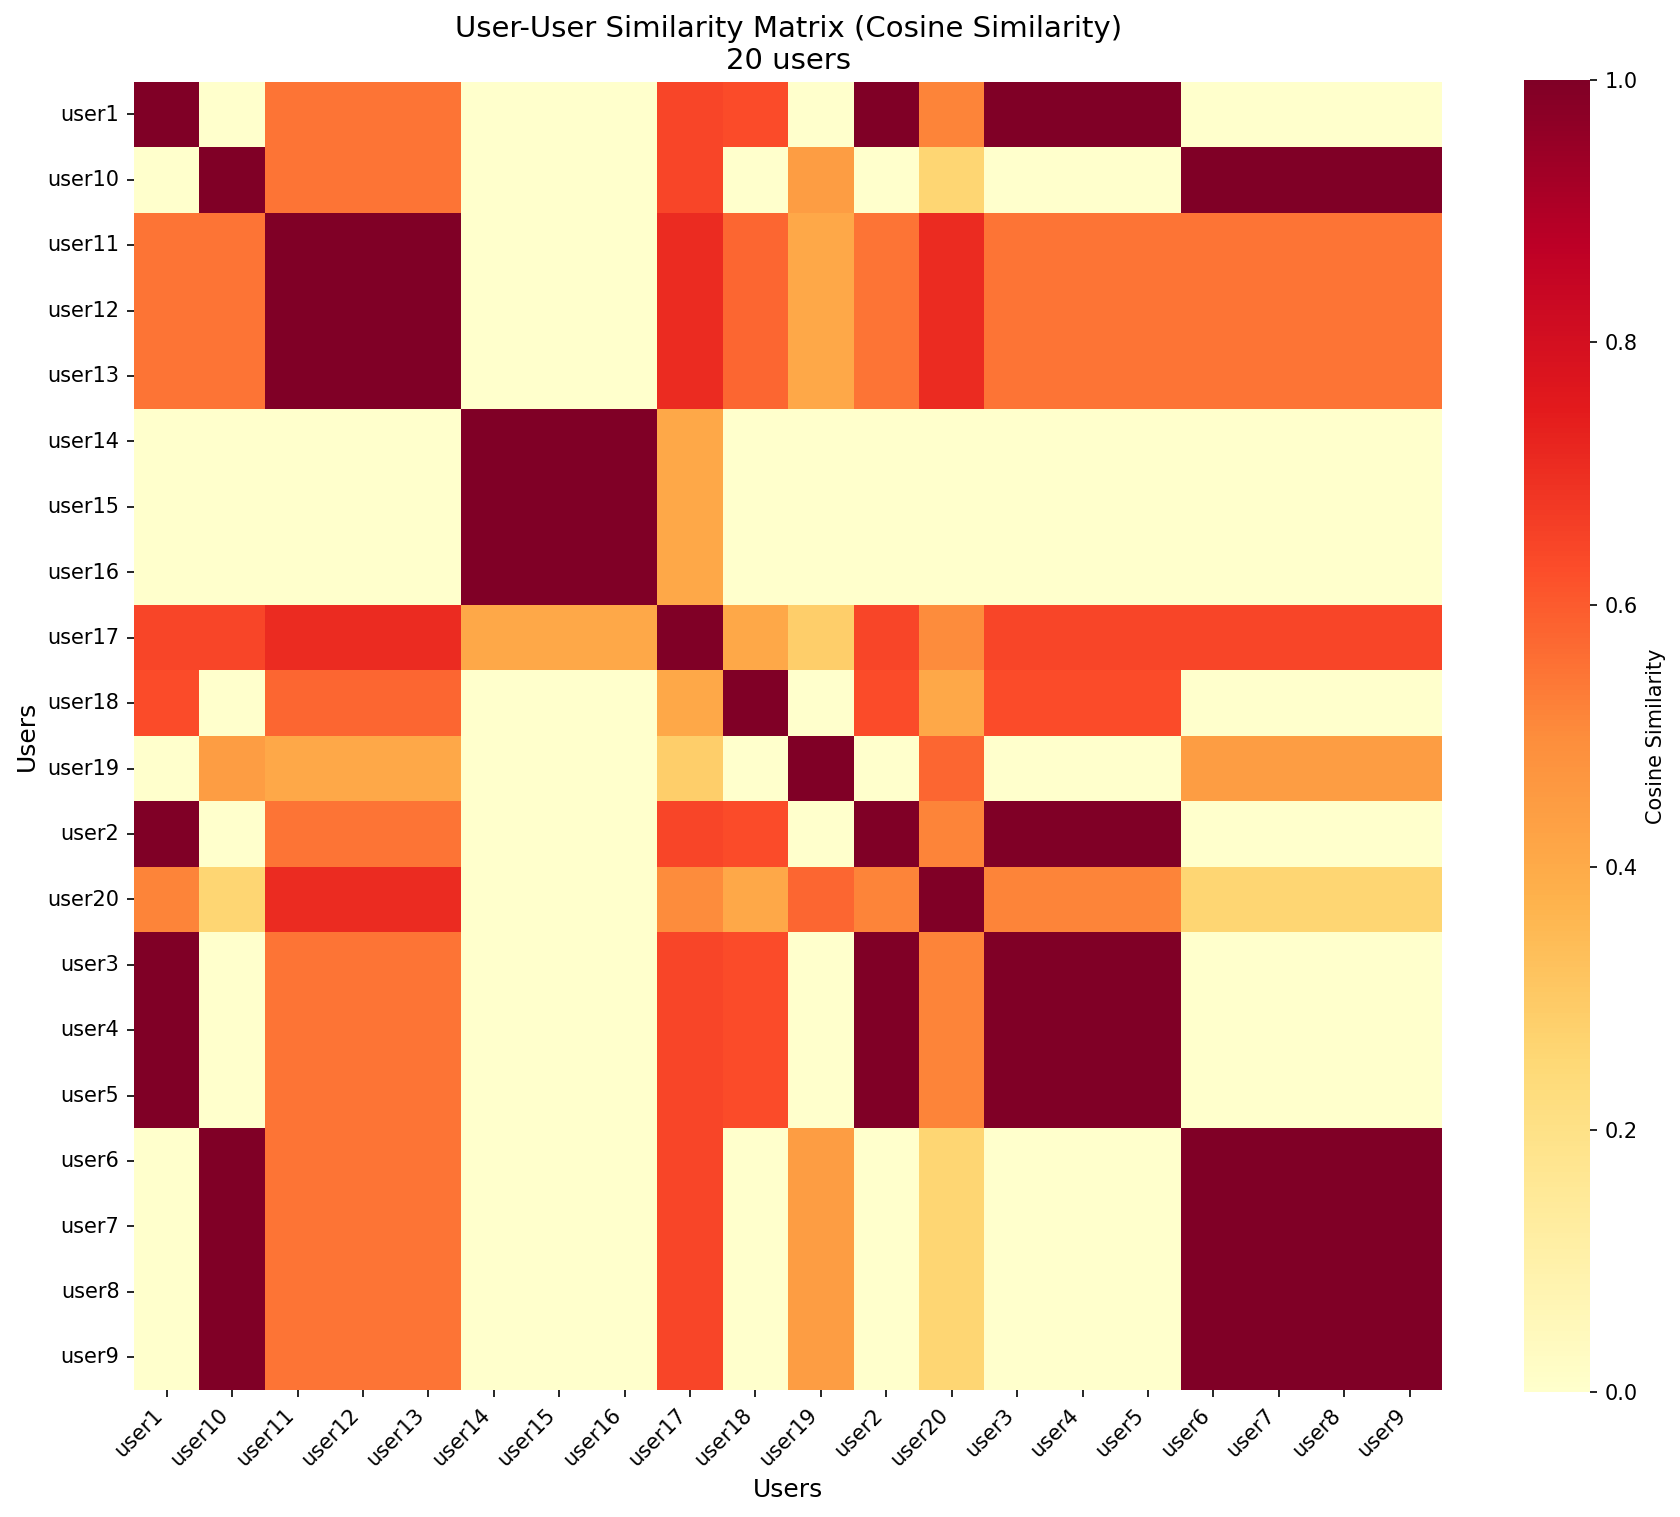 User-User Similarity Matrix (Cosine Similarity)
20 users
user1
user10
user11
user12
user13
user14
user15
user16
user17
user18
user19
user2
user20
user3
user4
user5
user6
user7
user8
user9
Users
user1
user10
user11
user12
user13
user14
user15
user16
user17
user18
user19
user2
user20
user3
user4
user5
user6
user7
user8
user9
Users
1.0
0.8
0.6
0.4
0.2
0.0
Cosine Similarity